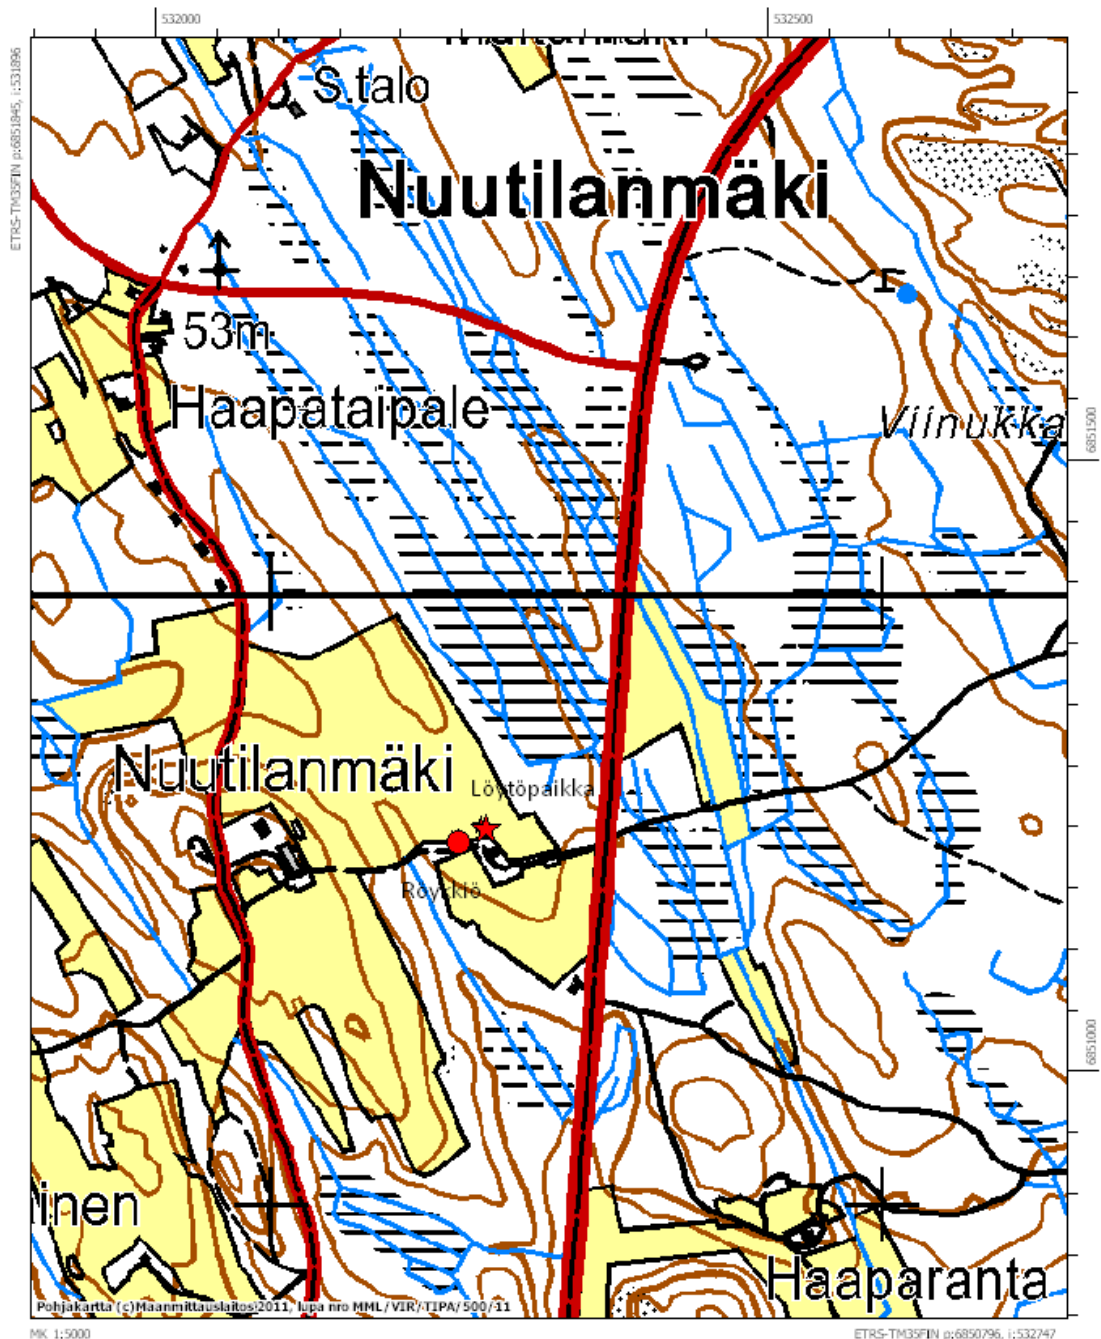 532000
532500
ETRS-TM35FIN p:6851845, i:531896
S.talo
Nuutilanmäki
53m
Haapataipale
Viinukka
6851500
Nuutilanmäki
Löytöpaikka
Röykkiö
6851000
inen
Haaparanta
Pohjakartta (c)Maanmittauslaitos 2011, lupa nro MML/VIR/TIPA/500/11
MK 1:5000
ETRS-TM35FIN p:6850796, i:532747